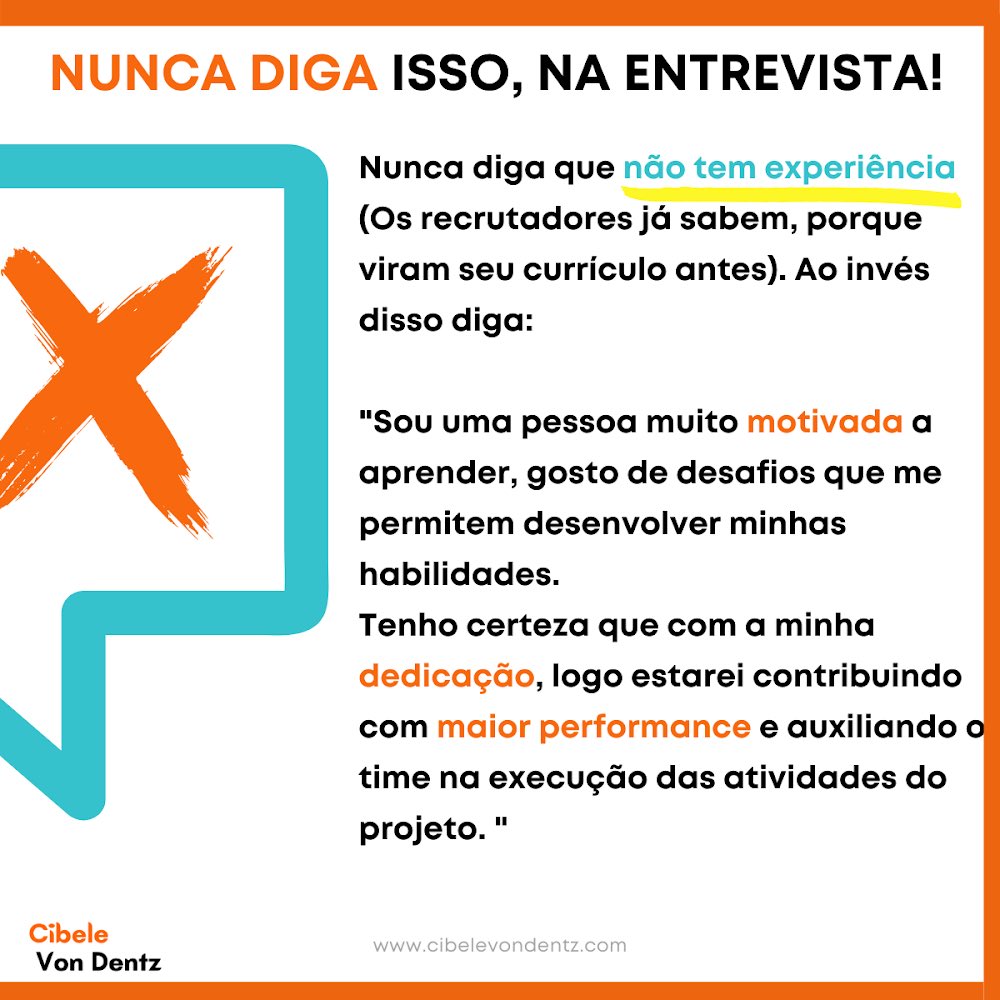 NUNCA DIGA ISSO, NA ENTREVISTA!
Nunca diga que não tem experiência
(Os recrutadores já sabem, porque
viram seu currículo antes). Ao invés
disso diga:
"Sou uma pessoa muito motivada a
aprender, gosto de desafios que me
permitem desenvolver minhas
habilidades.
Tenho certeza que com a minha
dedicação, logo estarei contribuindo
com maior performance e auxiliando o
time na execução das atividades do
projeto. "
Cibele
Von Dentz
www.cibelevondentz.com